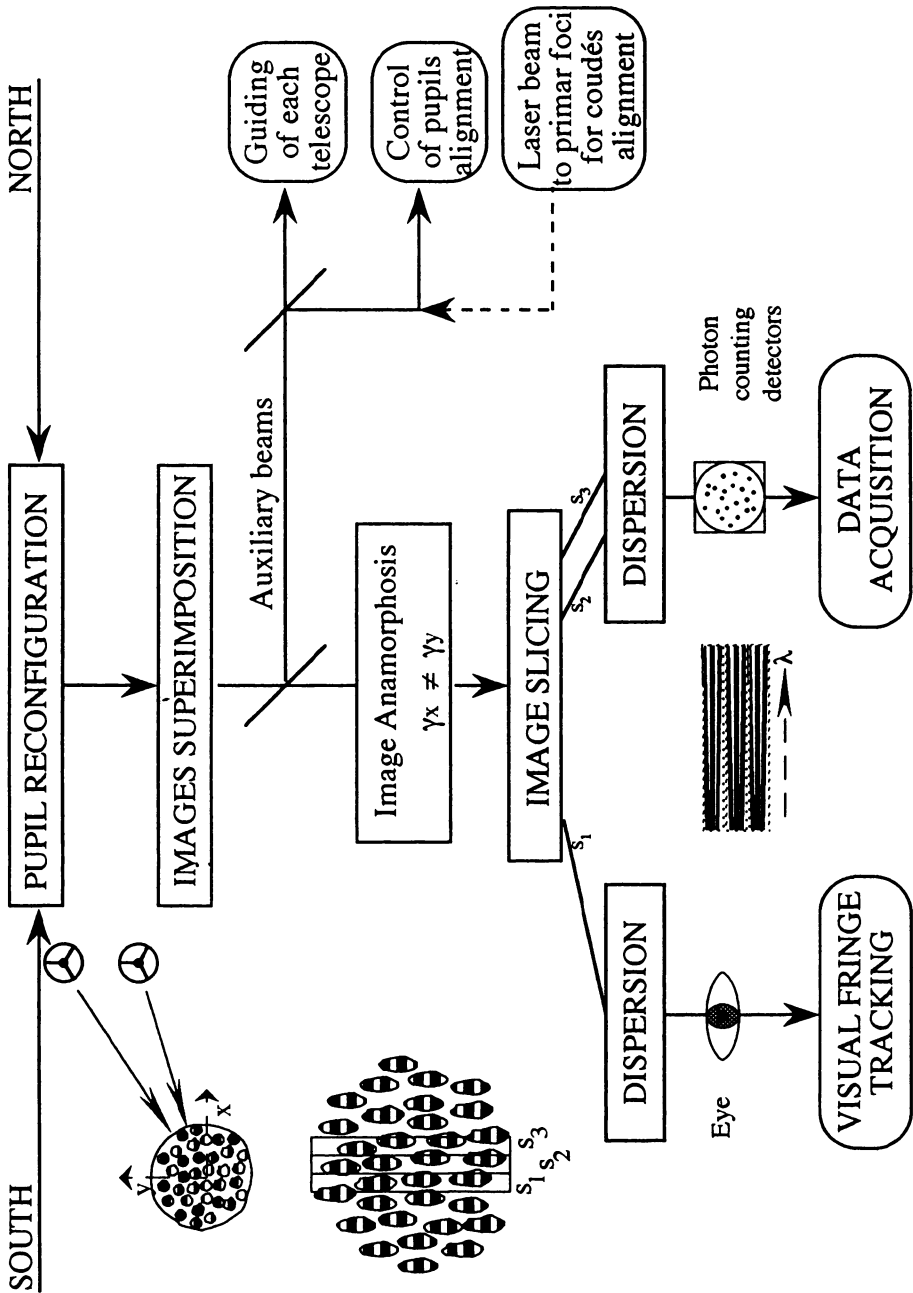 SOUTH
NORTH
PUPIL RECONFIGURATION
IMAGES SUPERIMPOSITION
y
x
Auxiliary beams
Guiding
of each
telescope
Control
of pupils
alignment
Laser beam
to primar foci
for coudés
alignment
Image Anamorphosis
γx ≠ γy
s1 s2 s3
IMAGE SLICING
s1
s2
s3
DISPERSION
DISPERSION
Eye
λ
Photon
counting
detectors
VISUAL FRINGE
TRACKING
DATA
ACQUISITION